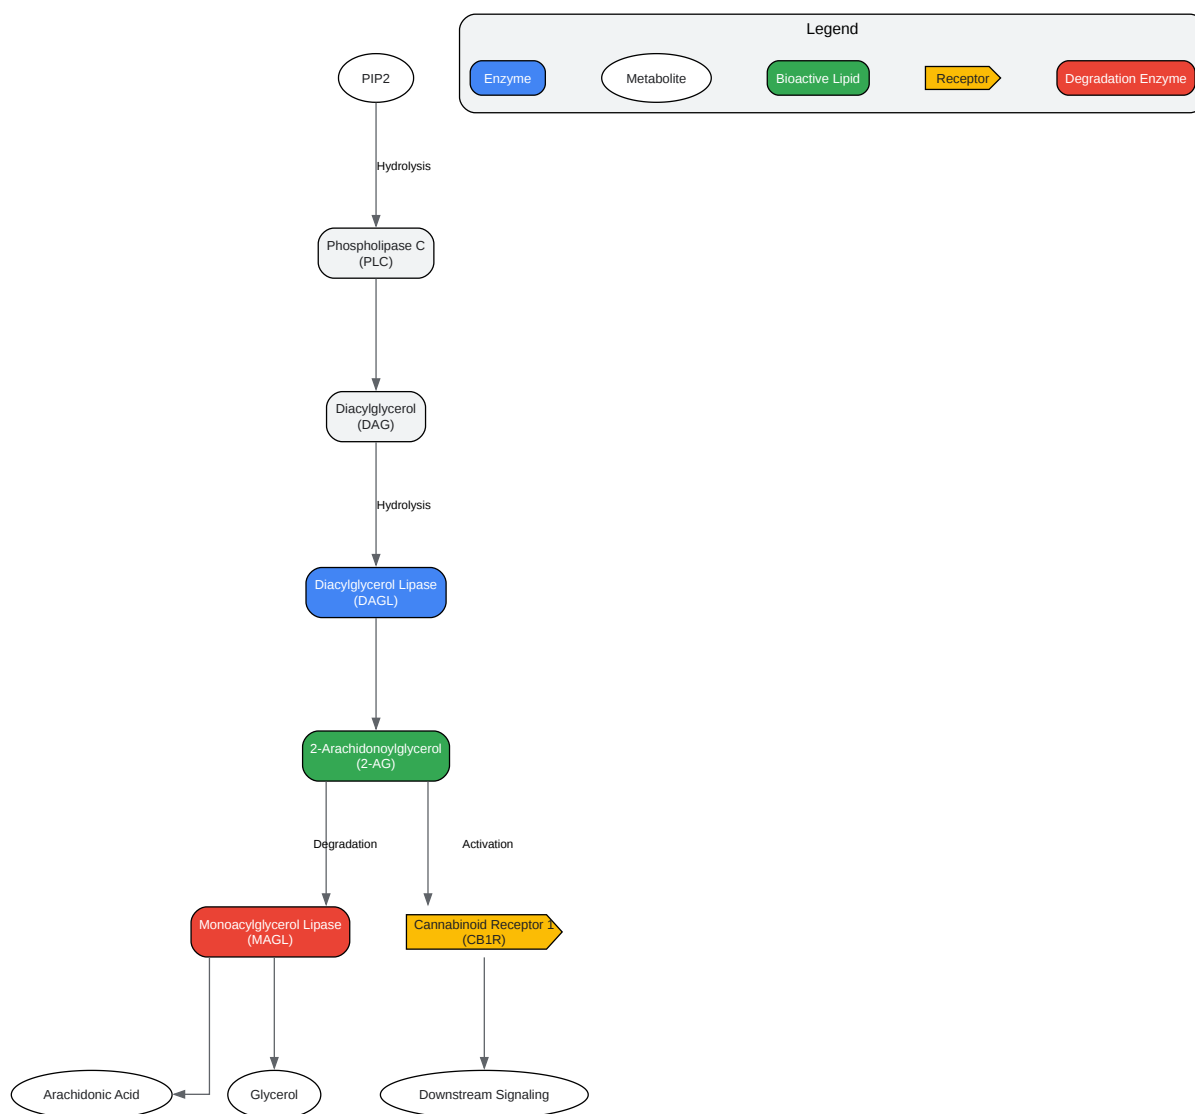 Legend
PIP2
Enzyme
Metabolite
Bioactive Lipid
Receptor
Degradation Enzyme
Hydrolysis
Phospholipase C
(PLC)
Diacylglycerol
(DAG)
Hydrolysis
Diacylglycerol Lipase
(DAGL)
2-Arachidonoylglycerol
(2-AG)
Degradation
Activation
Monoacylglycerol Lipase
(MAGL)
Cannabinoid Receptor 1
(CB1R)
Arachidonic Acid
Glycerol
Downstream Signaling